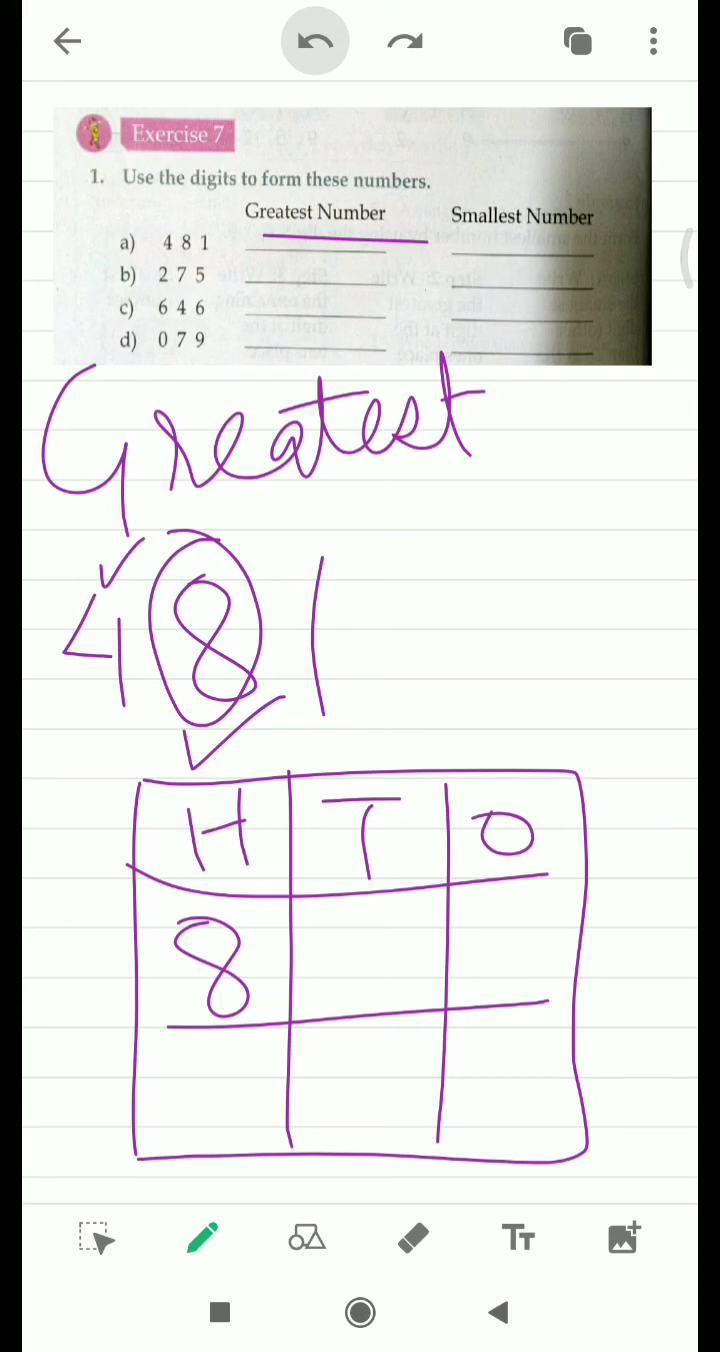 Exercise 7
1. Use the digits to form these numbers.
Greatest Number Smallest Number
a) 4 8 1
b) 2 7 5
c) 6 4 6
d) 0 7 9
Greatest
4 8 1
H T O
8
TT